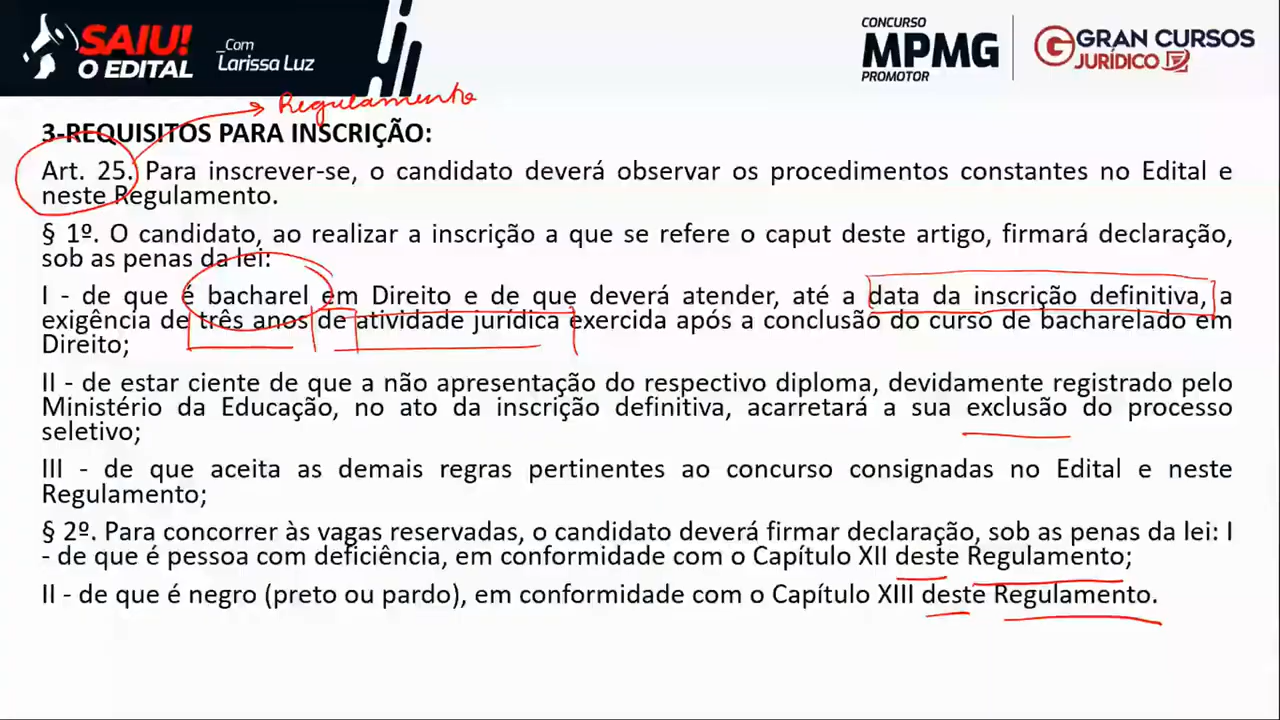 SAIU!
O EDITAL
_Com
Larissa Luz
CONCURSO
MPMG
PROMOTOR
GRAN CURSOS
JURÍDICO
Regulamento
3-REQUISITOS PARA INSCRIÇÃO:
Art. 25. Para inscrever-se, o candidato deverá observar os procedimentos constantes no Edital e
neste Regulamento.
§ 1º. O candidato, ao realizar a inscrição a que se refere o caput deste artigo, firmará declaração,
sob as penas da lei:
I - de que é bacharel em Direito e de que deverá atender, até a data da inscrição definitiva, a
exigência de três anos de atividade jurídica exercida após a conclusão do curso de bacharelado em
Direito;
II - de estar ciente de que a não apresentação do respectivo diploma, devidamente registrado pelo
Ministério da Educação, no ato da inscrição definitiva, acarretará a sua exclusão do processo
seletivo;
III - de que aceita as demais regras pertinentes ao concurso consignadas no Edital e neste
Regulamento;
§ 2º. Para concorrer às vagas reservadas, o candidato deverá firmar declaração, sob as penas da lei: I
- de que é pessoa com deficiência, em conformidade com o Capítulo XII deste Regulamento;
II - de que é negro (preto ou pardo), em conformidade com o Capítulo XIII deste Regulamento.